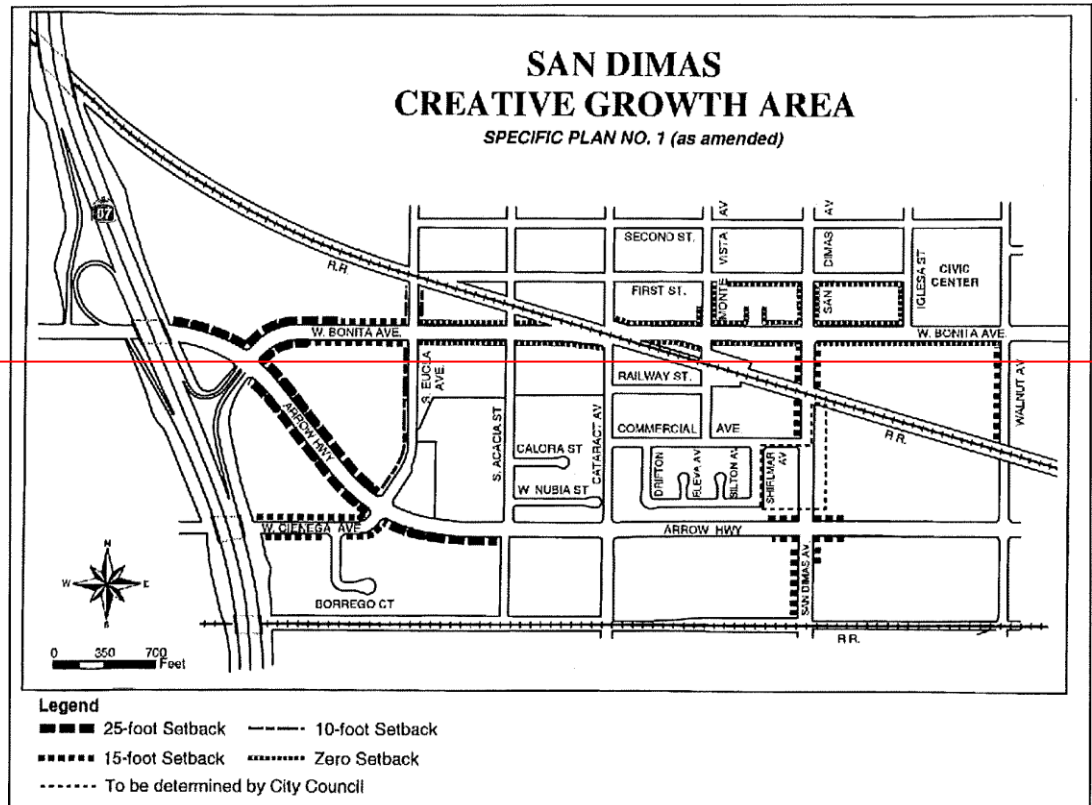 SAN DIMAS
CREATIVE GROWTH AREA
SPECIFIC PLAN NO. 1 (as amended)
R.R.
SECOND ST.
FIRST ST.
MONTE VISTA AV
SAN DIMAS AV
IGLESA ST
CIVIC
CENTER
W. BONITA AVE.
W. BONITA AVE.
S. EUCLA
AVE.
RAILWAY ST.
WALNUT AV
ARROW HWY
S. ACACIA ST
CATARACT AV
COMMERCIAL AVE
R.R.
CALORA ST
W NUBIA ST
DRIFTON
ELEVA AV
SILTON AV
SHIRLMAR
AV
W. CIENEGA AVE.
ARROW HWY
SAN DIMAS AV.
BORREGO CT
R.R.
N
W
E
S
0 350 700
Feet
Legend
25-foot Setback
10-foot Setback
15-foot Setback
Zero Setback
To be determined by City Council